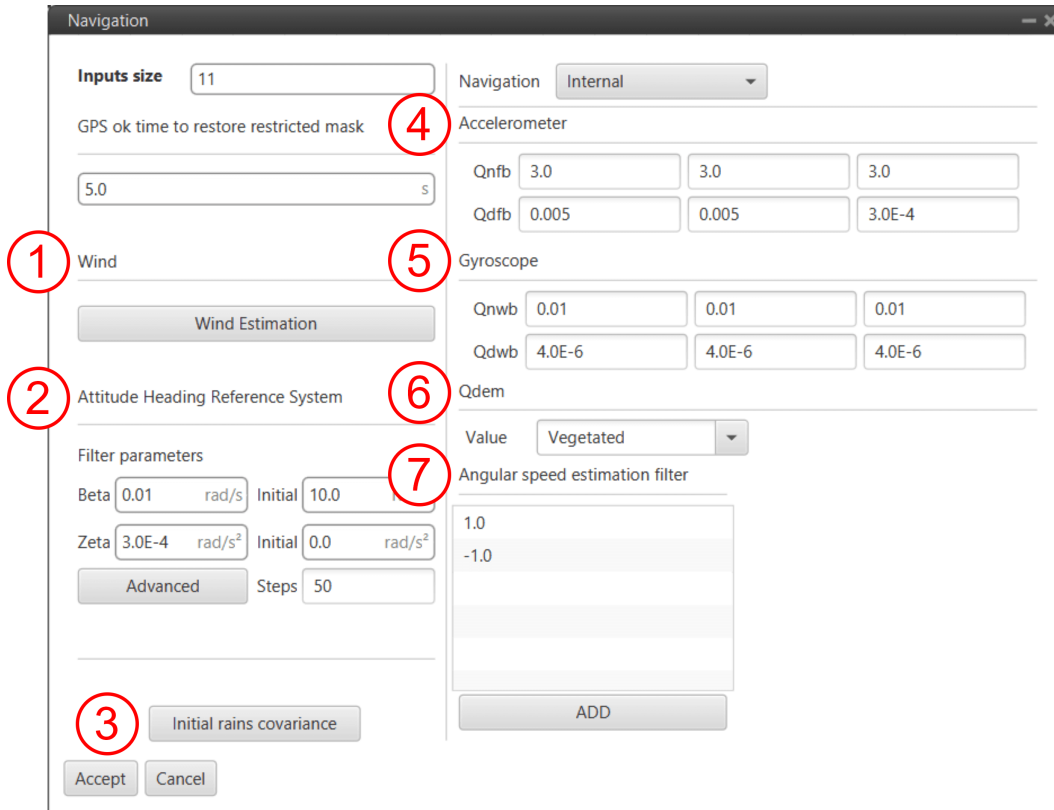 Navigation
Inputs size 11
GPS ok time to restore restricted mask
5.0 s
1 Wind
Wind Estimation
2 Attitude Heading Reference System
Filter parameters
Beta 0.01 rad/s Initial 10.0
Zeta 3.0E-4 rad/s² Initial 0.0 rad/s²
Advanced Steps 50
3 Initial rains covariance
Accept Cancel
Navigation Internal
4 Accelerometer
Qnfb 3.0 3.0 3.0
Qdfb 0.005 0.005 3.0E-4
5 Gyroscope
Qnwb 0.01 0.01 0.01
Qdwb 4.0E-6 4.0E-6 4.0E-6
6 Qdem
Value Vegetated
7 Angular speed estimation filter
1.0
-1.0
ADD